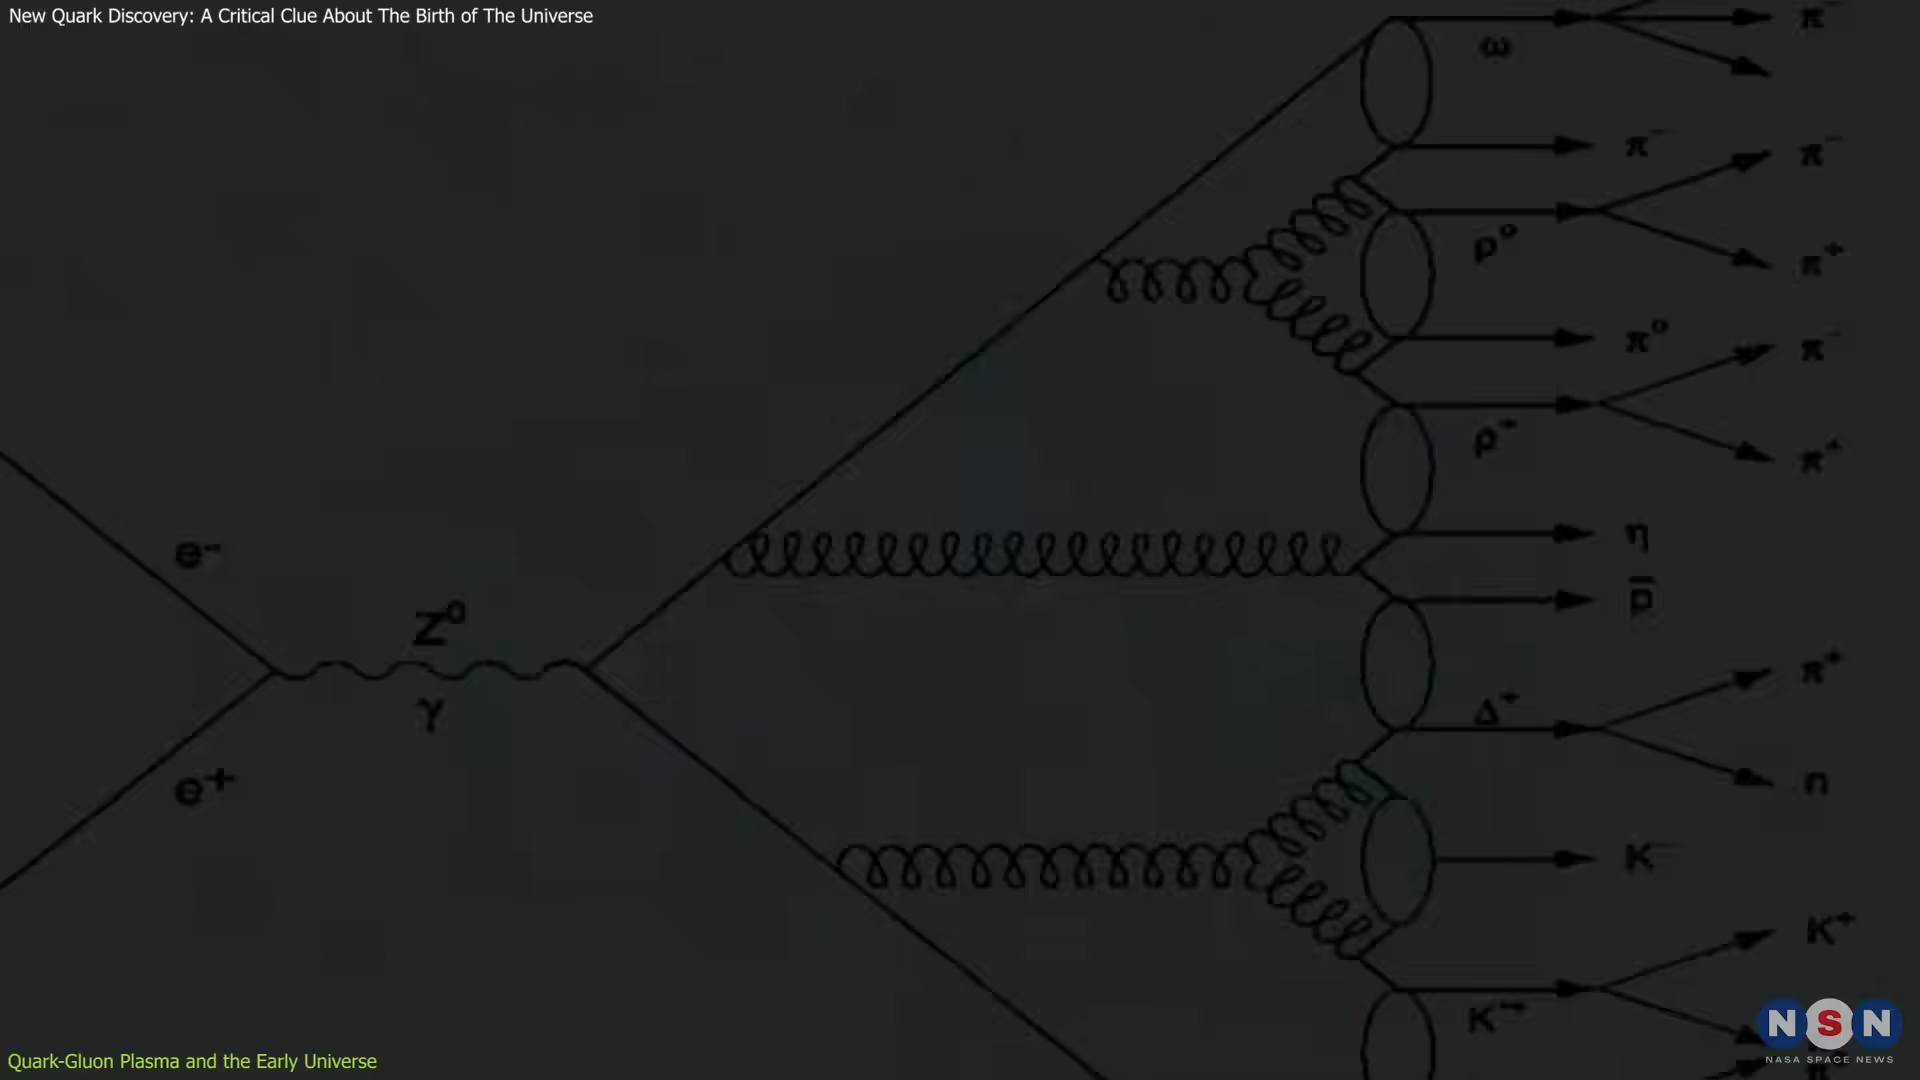 New Quark Discovery: A Critical Clue About The Birth of The Universe
π⁻
ω
π⁻
π⁻
ρ⁰
π⁺
π⁰
π⁻
ρ⁺
π⁺
e⁻
η
p̄
Z⁰
γ
π⁺
Δ⁺
e⁺
n
K⁻
K⁺
NSN
NASA SPACE NEWS
Quark-Gluon Plasma and the Early Universe